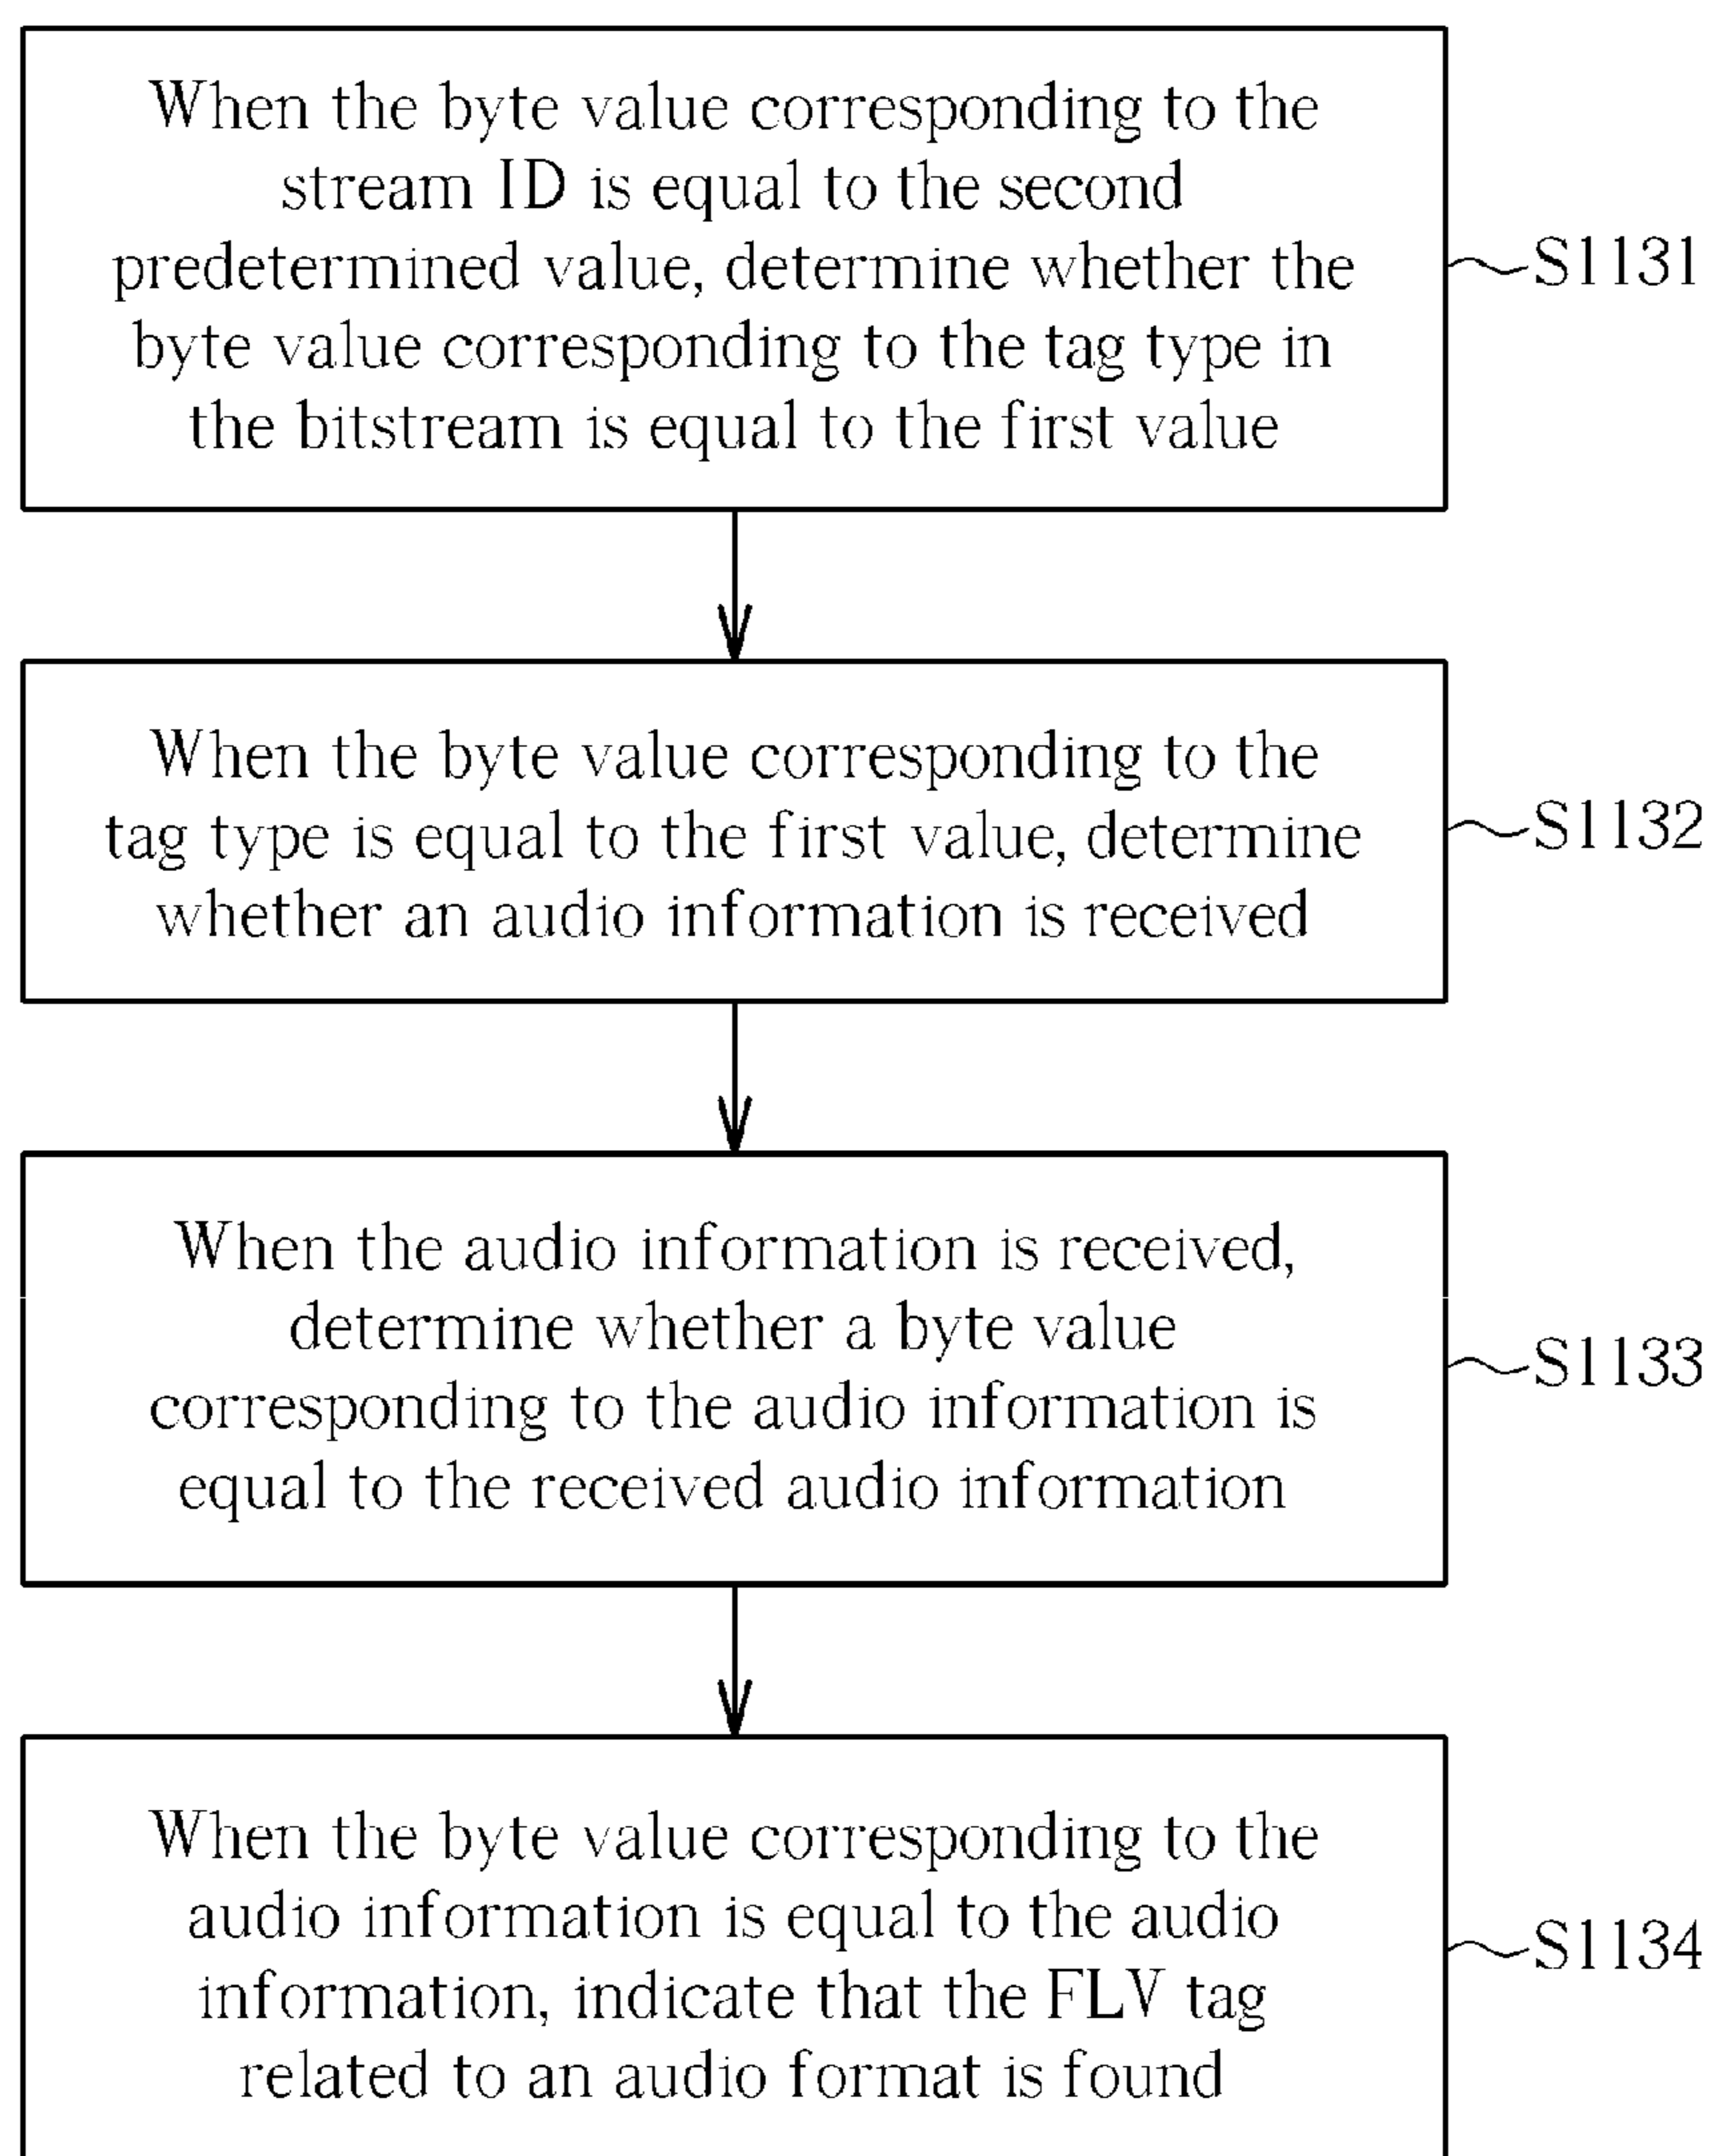 When the byte value corresponding to the
stream ID is equal to the second
predetermined value, determine whether the
byte value corresponding to the tag type in
the bitstream is equal to the first value
S1131
When the byte value corresponding to the
tag type is equal to the first value, determine
whether an audio information is received
S1132
When the audio information is received,
determine whether a byte value
corresponding to the audio information is
equal to the received audio information
S1133
When the byte value corresponding to the
audio information is equal to the audio
information, indicate that the FLV tag
related to an audio format is found
S1134